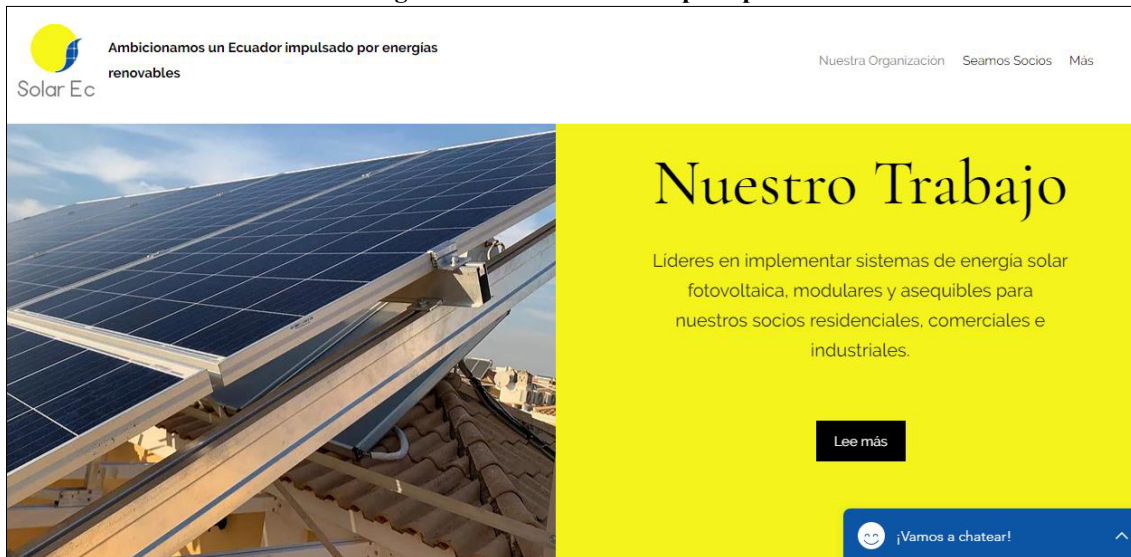 Solar Ec
Ambicionamos un Ecuador impulsado por energías
renovables
Nuestra Organización Seamos Socios Más
Nuestro Trabajo
Líderes en implementar sistemas de energía solar
fotovoltaica, modulares y asequibles para
nuestros socios residenciales, comerciales e
industriales.
Lee más
¡Vamos a chatear!